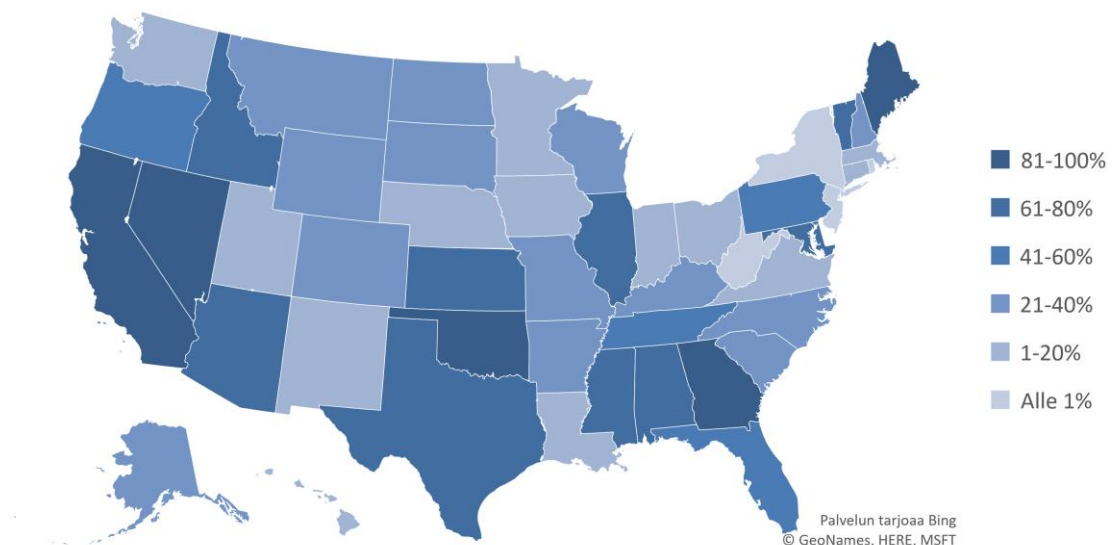 81-100%
61-80%
41-60%
21-40%
1-20%
Alle 1%
Palvelun tarjoaa Bing
© GeoNames, HERE, MSFT